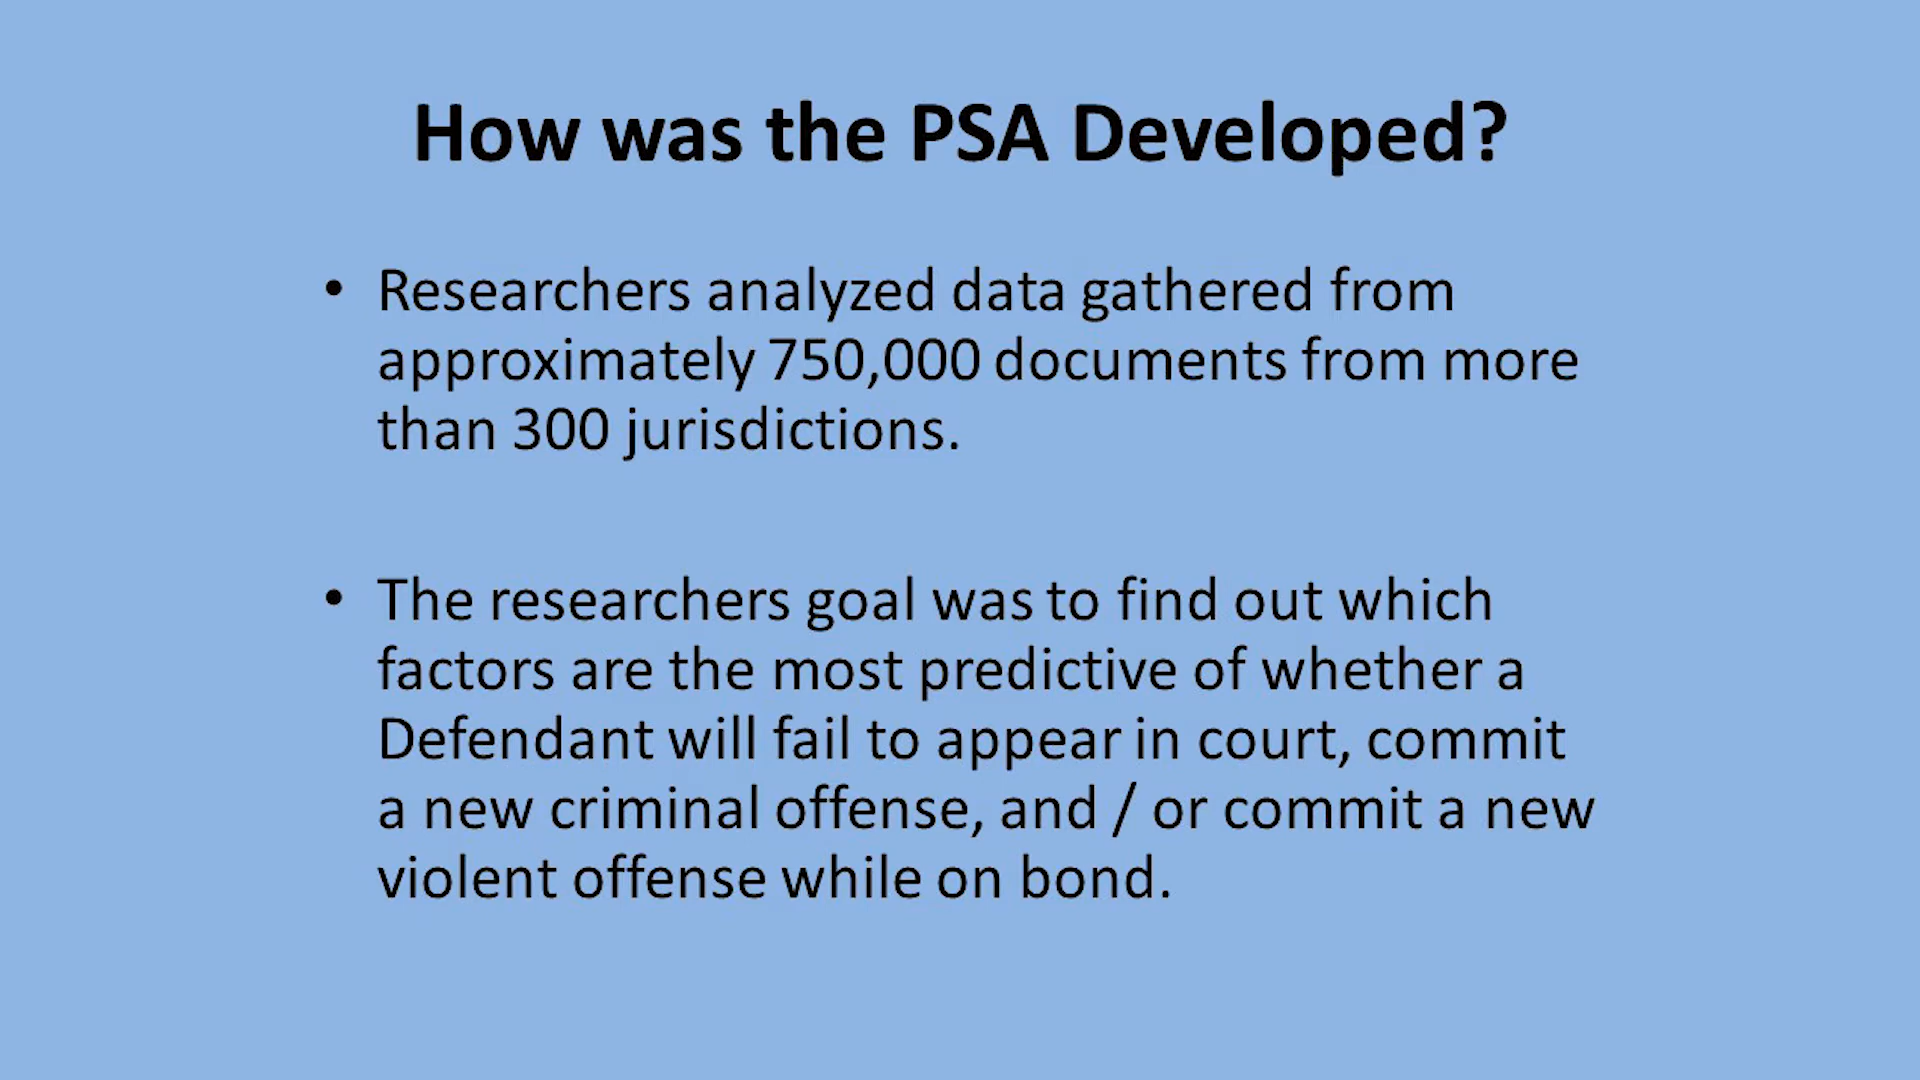 How was the PSA Developed?
• Researchers analyzed data gathered from
approximately 750,000 documents from more
than 300 jurisdictions.
• The researchers goal was to find out which
factors are the most predictive of whether a
Defendant will fail to appear in court, commit
a new criminal offense, and / or commit a new
violent offense while on bond.